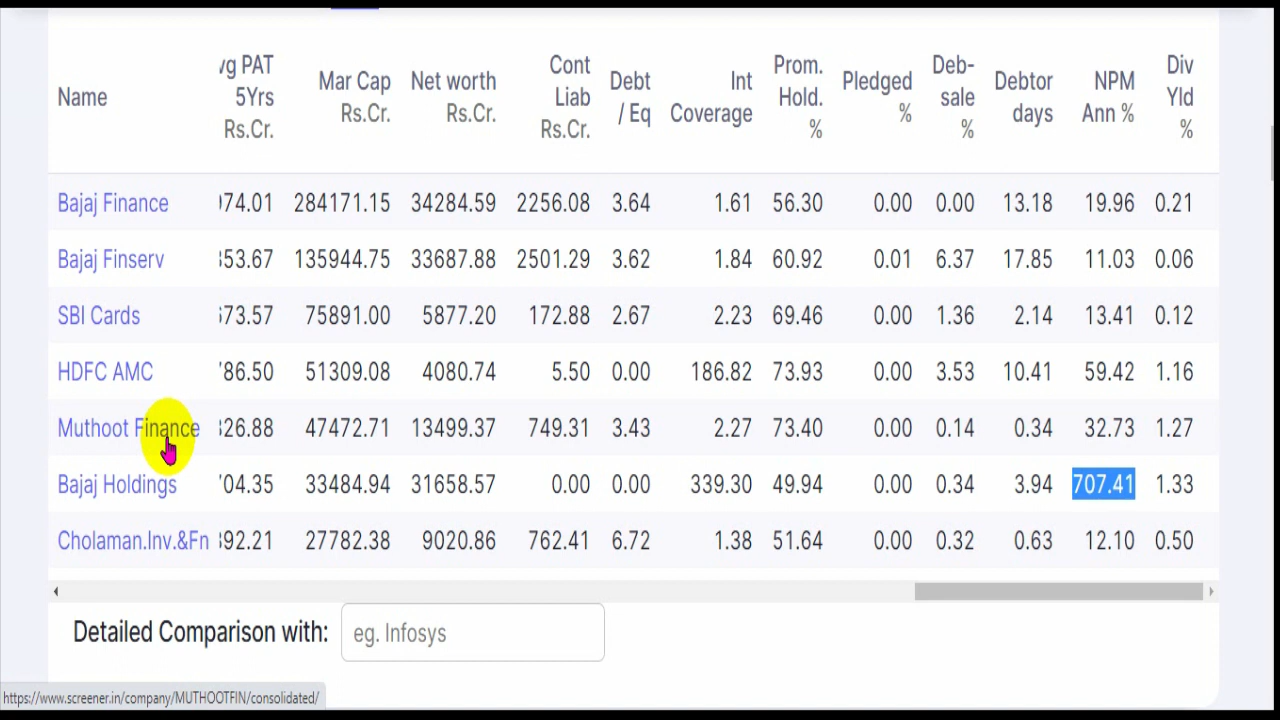 Name vg PAT 5Yrs Rs.Cr. Mar Cap Rs.Cr. Net worth Rs.Cr. Cont Liab Rs.Cr. Debt / Eq Int Coverage Prom. Hold. % Pledged % Deb-sale % Debtor days NPM Ann % Div Yld %
Bajaj Finance 74.01 284171.15 34284.59 2256.08 3.64 1.61 56.30 0.00 0.00 13.18 19.96 0.21
Bajaj Finserv 53.67 135944.75 33687.88 2501.29 3.62 1.84 60.92 0.01 6.37 17.85 11.03 0.06
SBI Cards 73.57 75891.00 5877.20 172.88 2.67 2.23 69.46 0.00 1.36 2.14 13.41 0.12
HDFC AMC 86.50 51309.08 4080.74 5.50 0.00 186.82 73.93 0.00 3.53 10.41 59.42 1.16
Muthoot Finance 26.88 47472.71 13499.37 749.31 3.43 2.27 73.40 0.00 0.14 0.34 32.73 1.27
Bajaj Holdings 04.35 33484.94 31658.57 0.00 0.00 339.30 49.94 0.00 0.34 3.94 707.41 1.33
Cholaman.Inv.&Fn 92.21 27782.38 9020.86 762.41 6.72 1.38 51.64 0.00 0.32 0.63 12.10 0.50
Detailed Comparison with: eg. Infosys
https://www.screener.in/company/MUTHOOTFIN/consolidated/